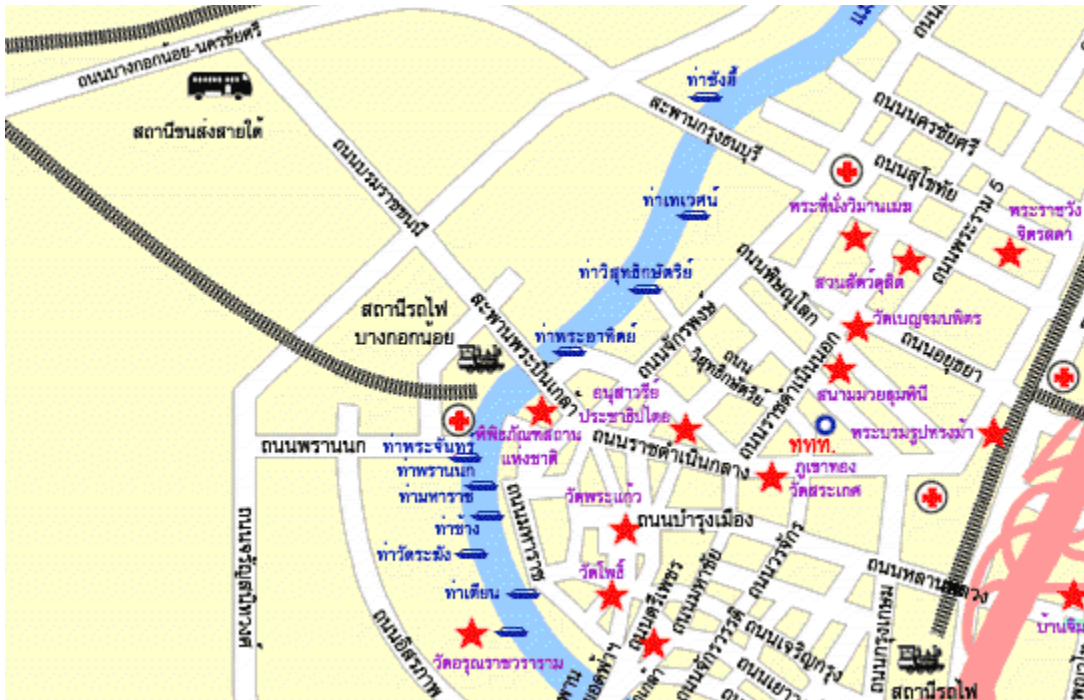 ถนนบางกอกน้อย-นครชัยศรี
สถานีขนส่งสายใต้
ท่าซังฮี้
สะพานกรุงธนบุรี
ถนนนครชัยศรี
ถนนสุโขทัย
ถนนบรมราชชนนี
ท่าเทเวศน์
พระที่นั่งวิมานเมฆ
ถนนพระราม 5
พระราชวัง
จิตรลดา
ท่าวิสุทธิกษัตริย์
ถนนพิษณุโลก
สวนสัตว์ดุสิต
สถานีรถไฟ
บางกอกน้อย
สะพานพระปิ่นเกล้า
ท่าพระอาทิตย์
ถนนจักรพงษ์
ถนน
วิสุทธิกษัตริย์
ถนนราชดำเนินนอก
วัดเบญจมบพิตร
ถนนอยุธยา
สนามมวยลุมพินี
อนุสาวรีย์
ประชาธิปไตย
ททท.
พระบรมรูปทรงม้า
ถนนพรานนก
ท่าพระจันทร์
พิพิธภัณฑสถาน
แห่งชาติ
ถนนราชดำเนินกลาง
ภูเขาทอง
วัดสระเกศ
ท่าพรานนก
ท่ามหาราช
วัดพระแก้ว
ถนนบำรุงเมือง
ท่าช้าง
ท่าวัดระฆัง
ถนนมหาราช
วัดโพธิ์
ถนนหลานหลวง
ถนนจรัญสนิทวงศ์
ท่าเตียน
ถนนตรีเพชร
ถนนมหาชัย
ถนนวรจักร
บ้านจิม
วัดอรุณราชวราราม
ถนนอิสรภาพ
ถนนจักรวรรดิ
ถนนเจริญกรุง
ถนนกรุงเกษม
สถานีรถไฟ